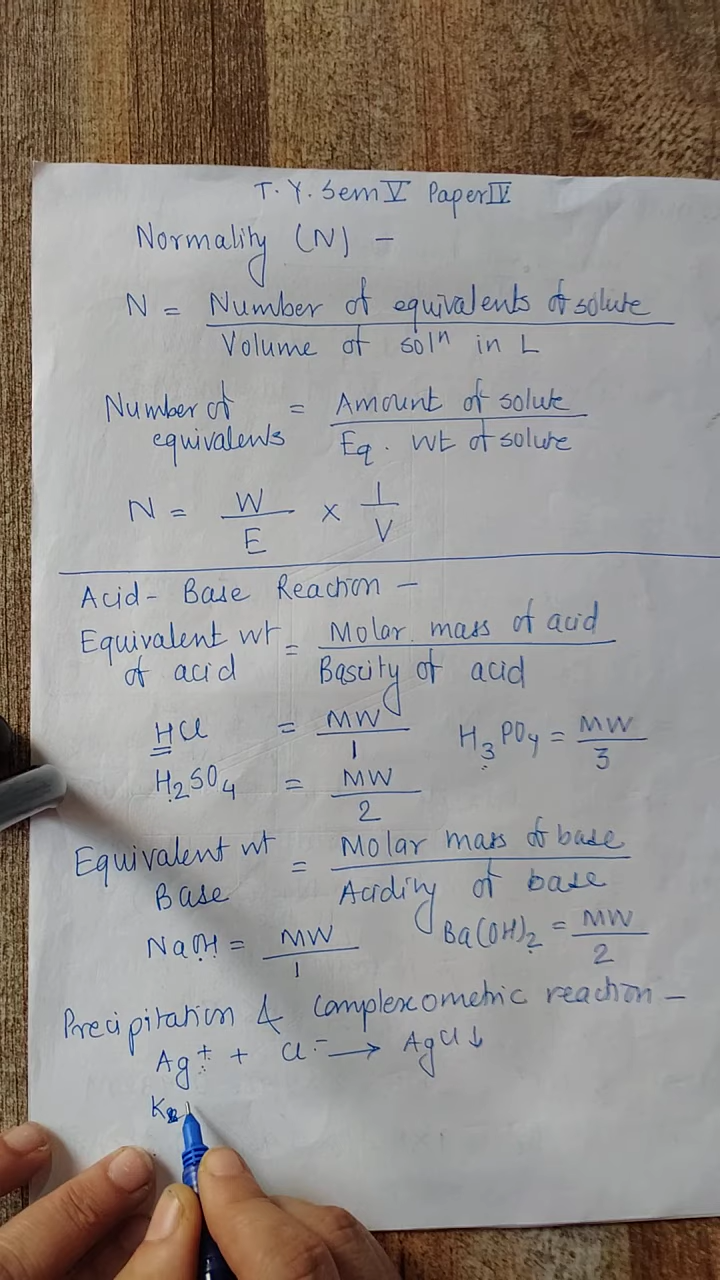 T.Y. Sem V Paper IV
Normality (N) -
N = Number of equivalents of solute
Volume of solⁿ in L
Number of equivalents = Amount of solute
Eq. wt of solute
N = W/E × 1/V
Acid - Base Reaction -
Equivalent wt of acid = Molar mass of acid
Bascity of acid
HCl = MW/1 H3PO4 = MW/3
H2SO4 = MW/2
Equivalent wt Base = Molar mass of base
Acidity of base
NaOH = MW/1 Ba(OH)2 = MW/2
Precipitation & Complexometric reaction -
Ag+ + Cl- → AgCl↓
K